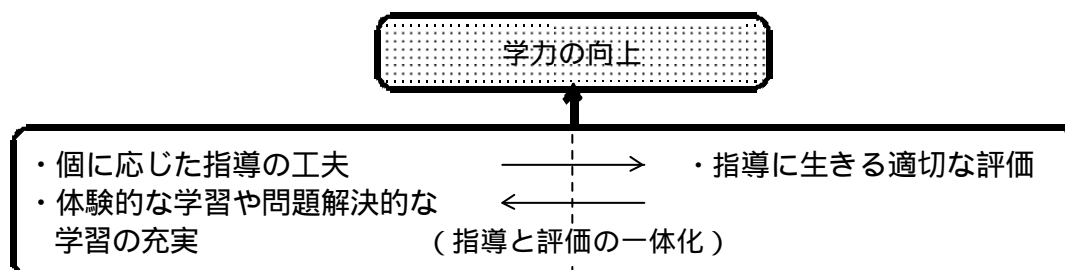 学力の向上
・個に応じた指導の工夫
・指導に生きる適切な評価
・体験的な学習や問題解決的な
学習の充実
（指導と評価の一体化）